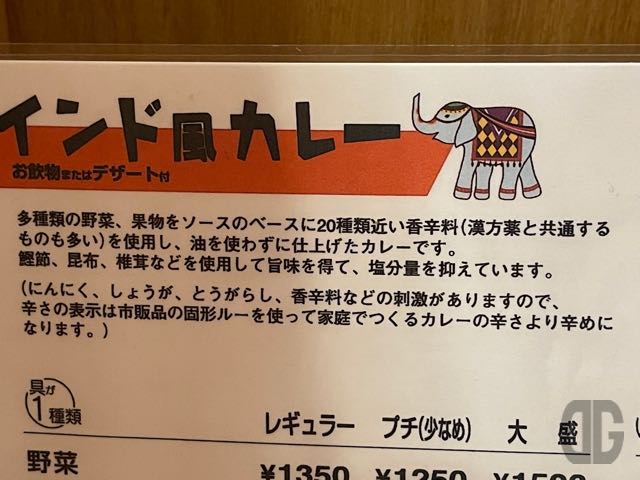 インド風カレー
お飲物またはデザート付
多種類の野菜、果物をソースのベースに20種類近い香辛料(漢方薬と共通する
ものも多い)を使用し、油を使わずに仕上げたカレーです。
鰹節、昆布、椎茸などを使用して旨味を得て、塩分量を抑えています。
(にんにく、しょうが、とうがらし、香辛料などの刺激がありますので、
辛さの表示は市販品の固形ルーを使って家庭でつくるカレーの辛さより辛めに
なります。)
具が
1種類
レギュラー プチ(少なめ) 大 盛
野菜 ¥1350 ¥1250